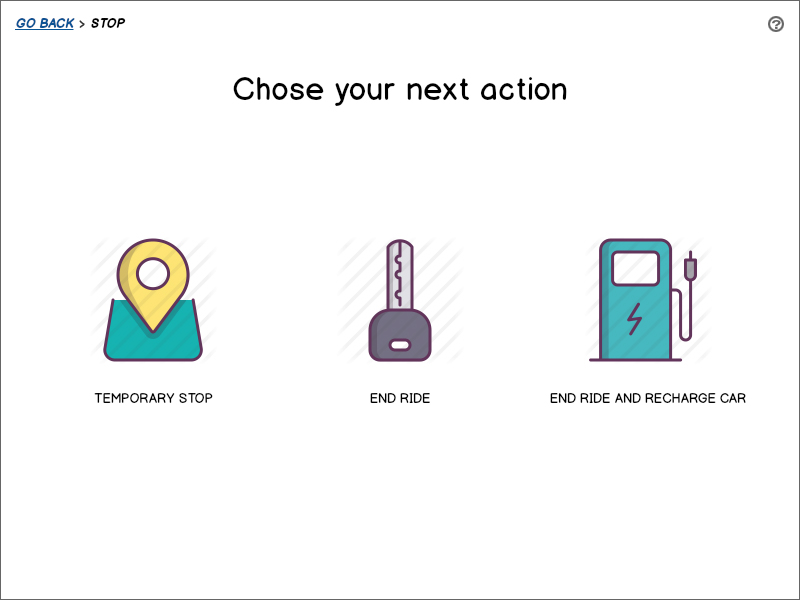 GO BACK > STOP
Chose your next action
TEMPORARY STOP
END RIDE
END RIDE AND RECHARGE CAR